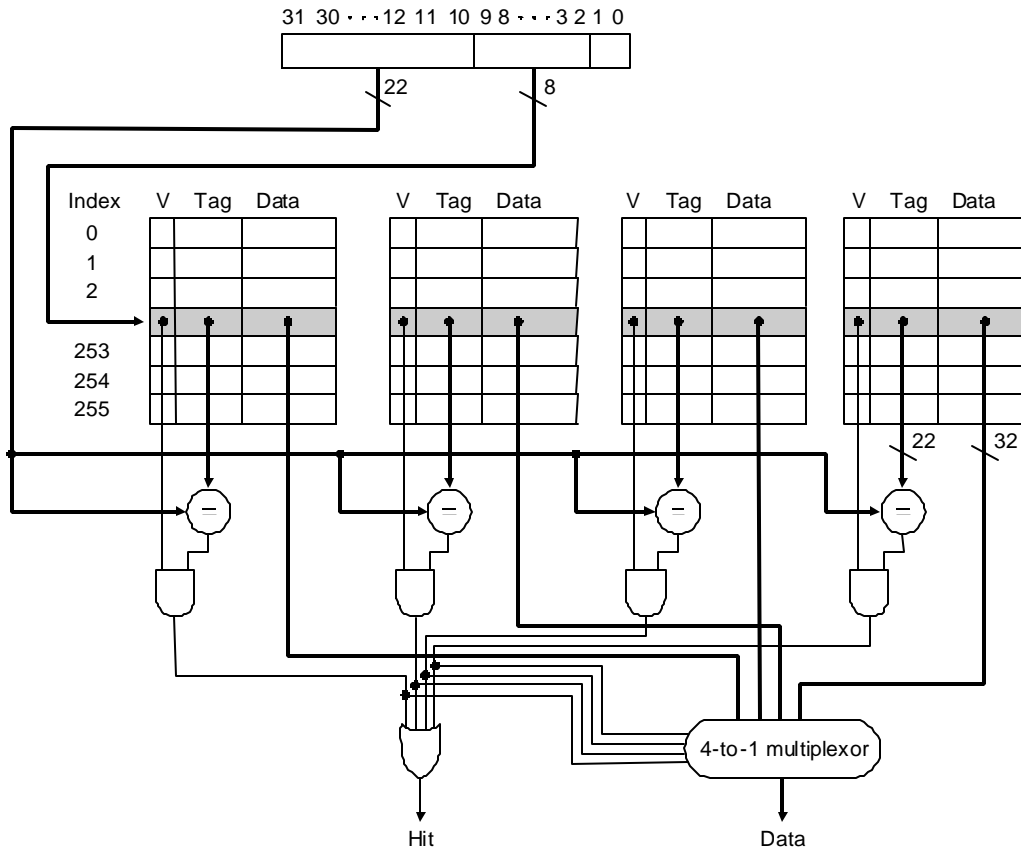 31 30 · · · 12 11 10 9 8 · · · 3 2 1 0
22
8
Index V Tag Data V Tag Data V Tag Data V Tag Data
0
1
2
253
254
255
22
32
=
=
=
=
4-to-1 multiplexor
Hit
Data